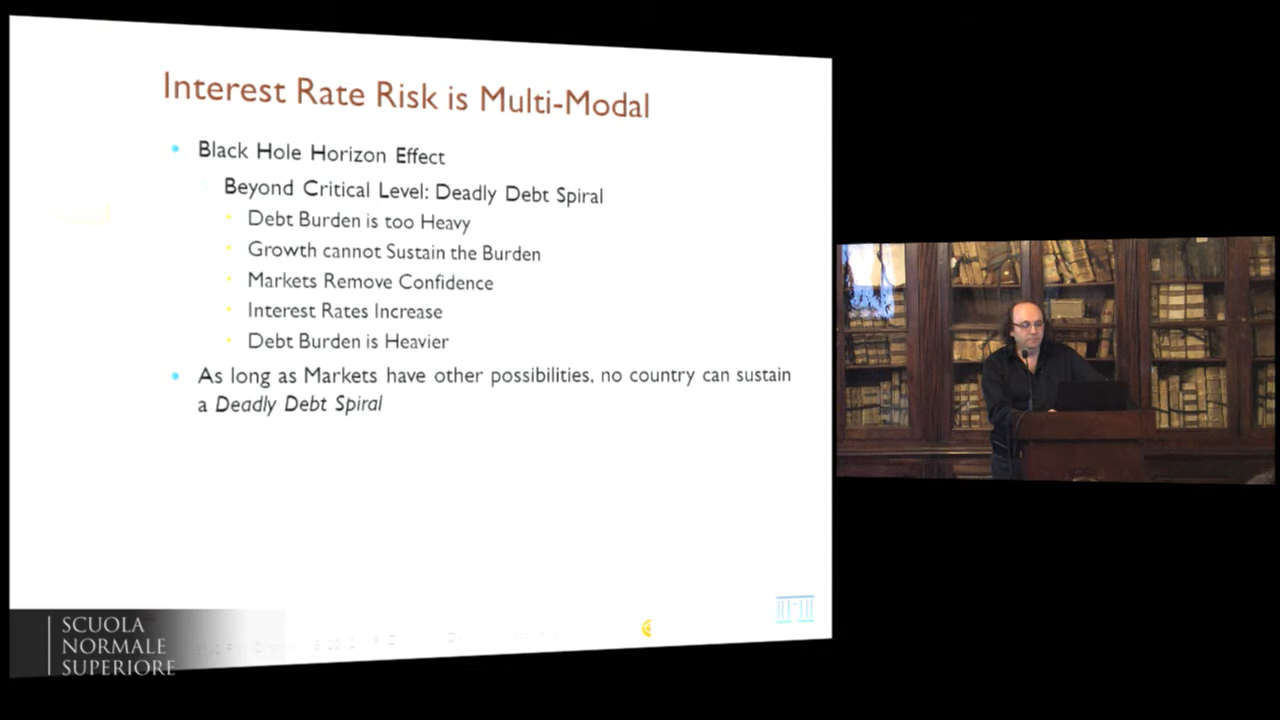 Interest Rate Risk is Multi-Modal
Black Hole Horizon Effect
Beyond Critical Level: Deadly Debt Spiral
Debt Burden is too Heavy
Growth cannot Sustain the Burden
Markets Remove Confidence
Interest Rates Increase
Debt Burden is Heavier
As long as Markets have other possibilities, no country can sustain
a Deadly Debt Spiral
SCUOLA
NORMALE
SUPERIORE